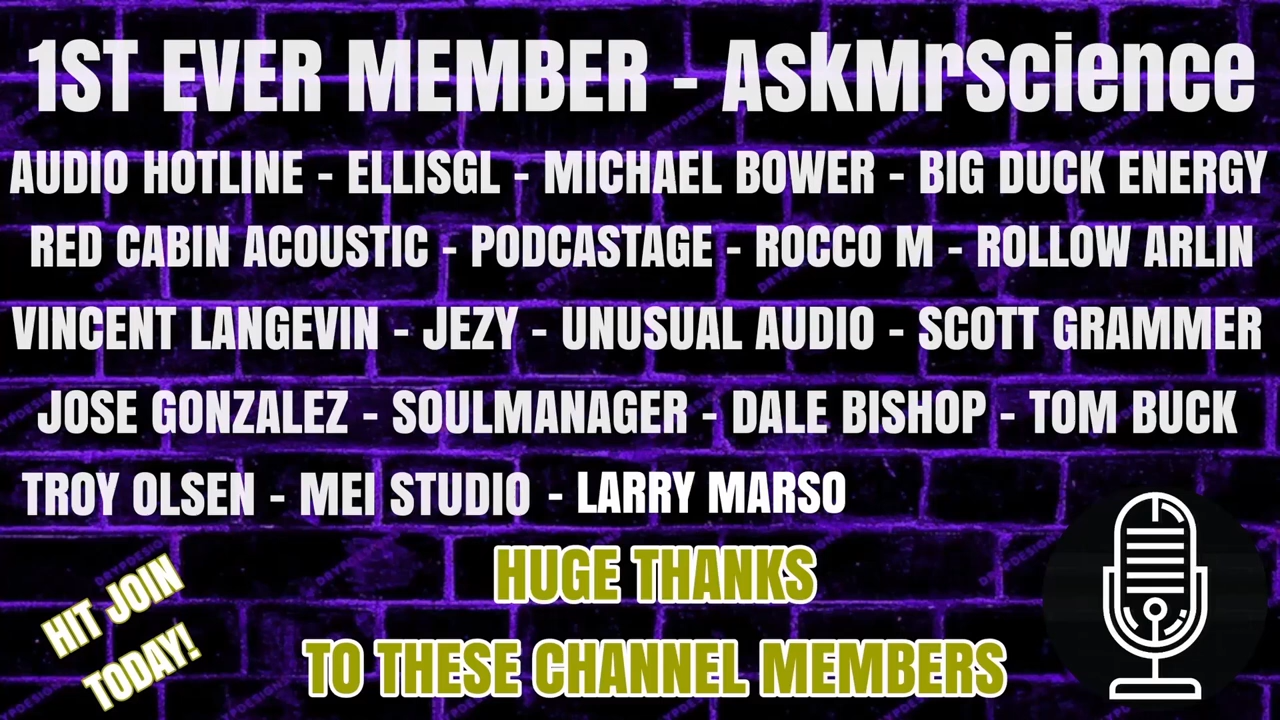 1ST EVER MEMBER - AskMrScience
AUDIO HOTLINE - ELLISGL - MICHAEL BOWER - BIG DUCK ENERGY
RED CABIN ACOUSTIC - PODCASTAGE - ROCCO M - ROLLOW ARLIN
VINCENT LANGEVIN - JEZY - UNUSUAL AUDIO - SCOTT GRAMMER
JOSE GONZALEZ - SOULMANAGER - DALE BISHOP - TOM BUCK
TROY OLSEN - MEI STUDIO - LARRY MARSO
HUGE THANKS
TO THESE CHANNEL MEMBERS
HIT JOIN
TODAY!